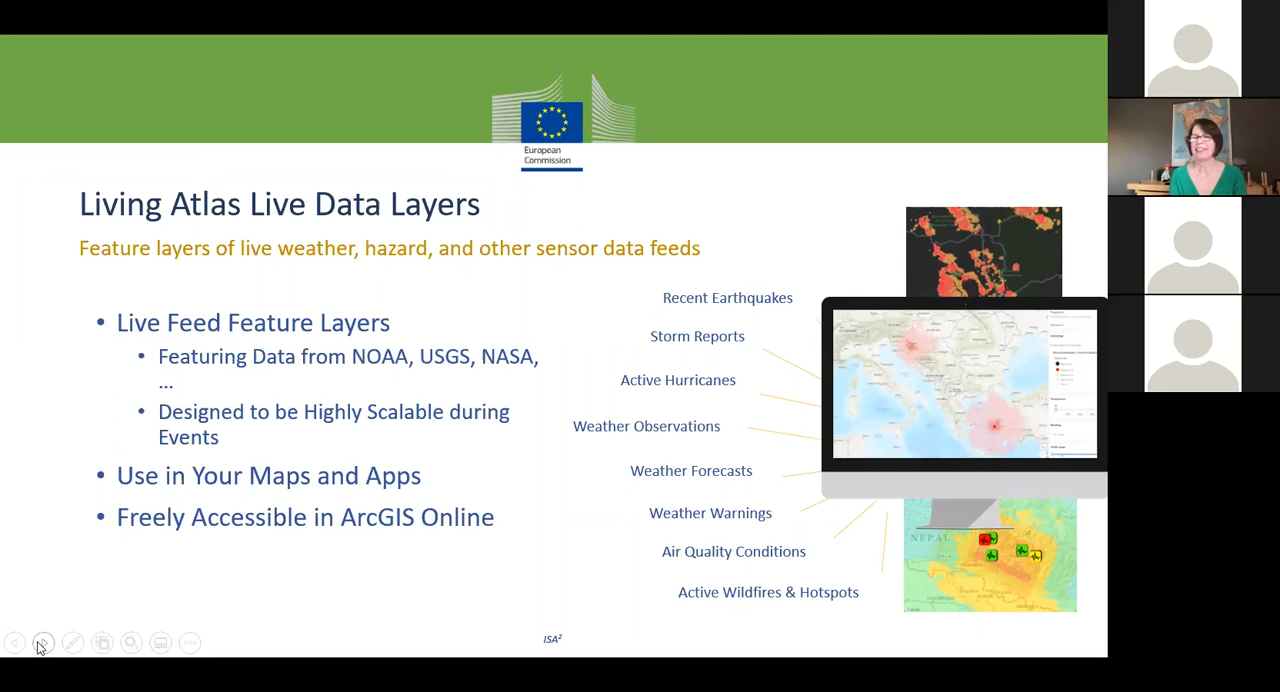 European
Commission
Living Atlas Live Data Layers
Feature layers of live weather, hazard, and other sensor data feeds
• Live Feed Feature Layers
• Featuring Data from NOAA, USGS, NASA,
...
• Designed to be Highly Scalable during
Events
• Use in Your Maps and Apps
• Freely Accessible in ArcGIS Online
Recent Earthquakes
Storm Reports
Active Hurricanes
Weather Observations
Weather Forecasts
Weather Warnings
Air Quality Conditions
Active Wildfires & Hotspots
NEPAL
ISA²